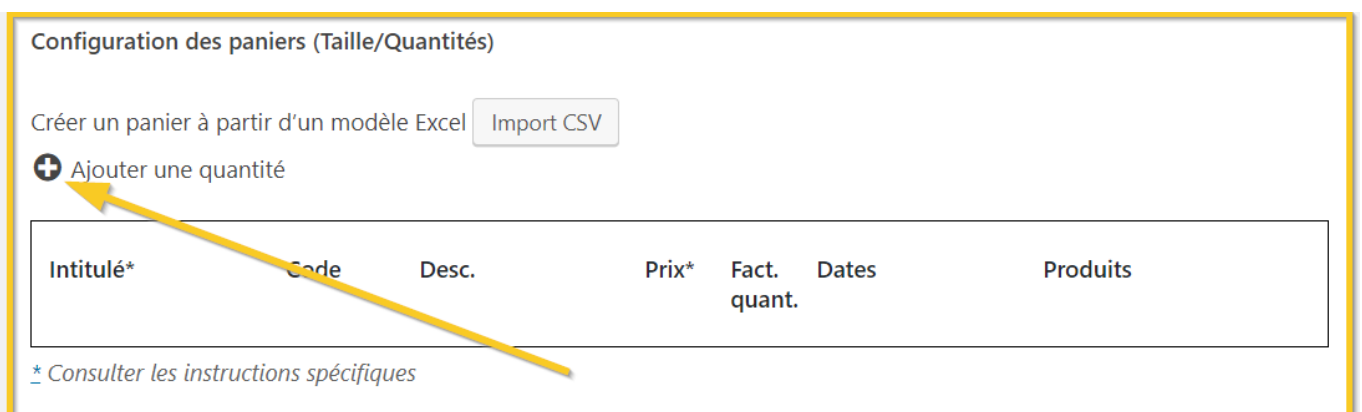 Configuration des paniers (Taille/Quantités)
Créer un panier à partir d'un modèle Excel Import CSV
Ajouter une quantité
Intitulé* Code Desc. Prix* Fact. quant. Dates Produits
* Consulter les instructions spécifiques